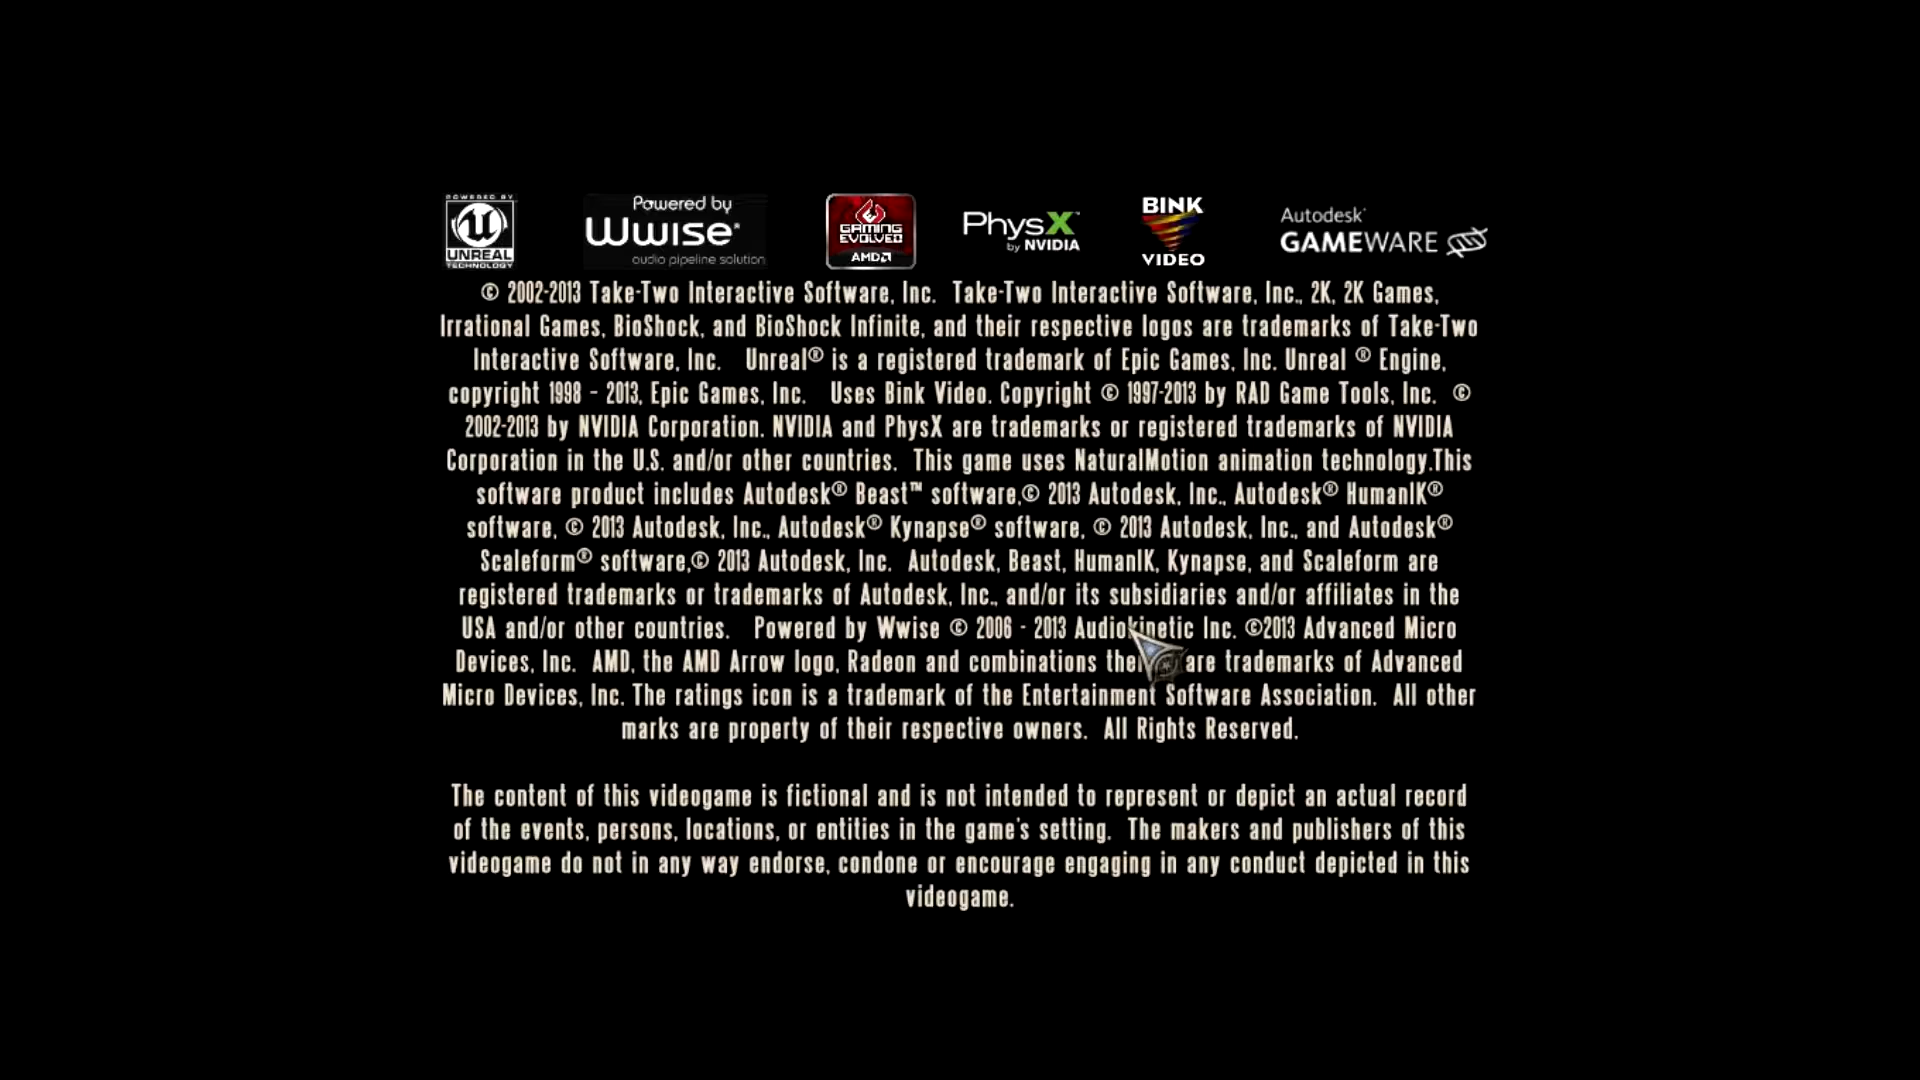 POWERED BY
UNREAL
TECHNOLOGY
Powered by
Wwise®
audio pipeline solution
GAMING
EVOLVED
AMD
PhysX™
by NVIDIA
BINK
VIDEO
Autodesk®
GAMEWARE
© 2002-2013 Take-Two Interactive Software, Inc.  Take-Two Interactive Software, Inc., 2K, 2K Games,
Irrational Games, BioShock, and BioShock Infinite, and their respective logos are trademarks of Take-Two
Interactive Software, Inc.   Unreal® is a registered trademark of Epic Games, Inc. Unreal ® Engine,
copyright 1998 - 2013, Epic Games, Inc.   Uses Bink Video. Copyright © 1997-2013 by RAD Game Tools, Inc.  ©
2002-2013 by NVIDIA Corporation. NVIDIA and PhysX are trademarks or registered trademarks of NVIDIA
Corporation in the U.S. and/or other countries.  This game uses NaturalMotion animation technology.This
software product includes Autodesk® Beast™ software,© 2013 Autodesk, Inc., Autodesk® HumanIK®
software, © 2013 Autodesk, Inc., Autodesk® Kynapse® software, © 2013 Autodesk, Inc., and Autodesk®
Scaleform® software,© 2013 Autodesk, Inc.  Autodesk, Beast, HumanIK, Kynapse, and Scaleform are
registered trademarks or trademarks of Autodesk, Inc., and/or its subsidiaries and/or affiliates in the
USA and/or other countries.   Powered by Wwise © 2006 - 2013 Audiokinetic Inc. ©2013 Advanced Micro
Devices, Inc.  AMD, the AMD Arrow logo, Radeon and combinations are trademarks of Advanced
Micro Devices, Inc. The ratings icon is a trademark of the Entertainment Software Association.  All other
marks are property of their respective owners.  All Rights Reserved.
The content of this videogame is fictional and is not intended to represent or depict an actual record
of the events, persons, locations, or entities in the game's setting.  The makers and publishers of this
videogame do not in any way endorse, condone or encourage engaging in any conduct depicted in this
videogame.